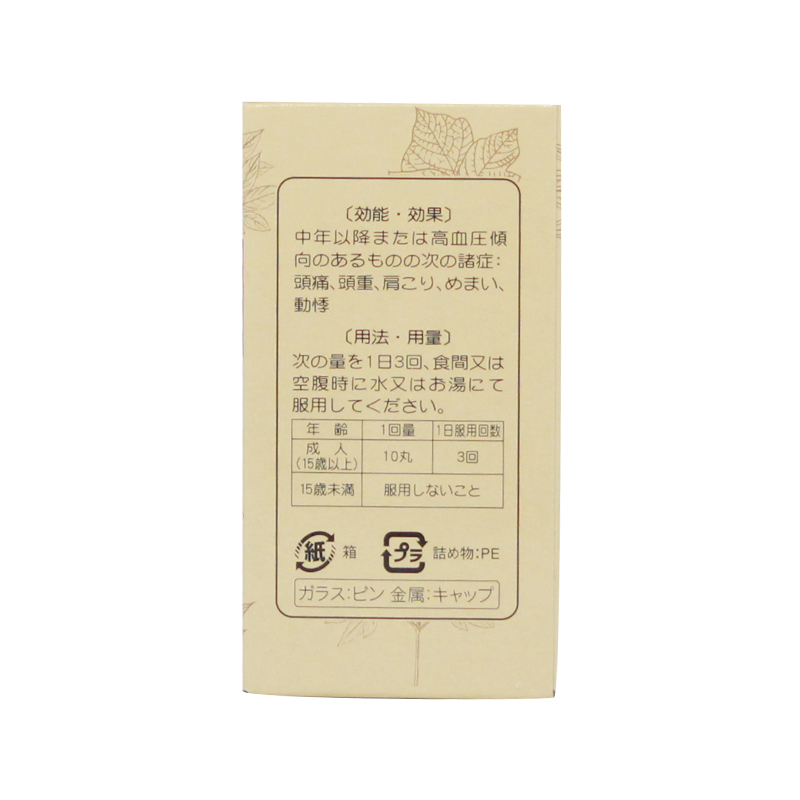 〔効能・効果〕
中年以降または高血圧傾
向のあるものの次の諸症：
頭痛、頭重、肩こり、めまい、
動悸
〔用法・用量〕
次の量を1日3回、食間又は
空腹時に水又はお湯にて
服用してください。
年齢 1回量 1日服用回数
成人
(15歳以上) 10丸 3回
15歳未満 服用しないこと
紙 箱 プラ 詰め物:PE
ガラス:ビン 金属:キャップ